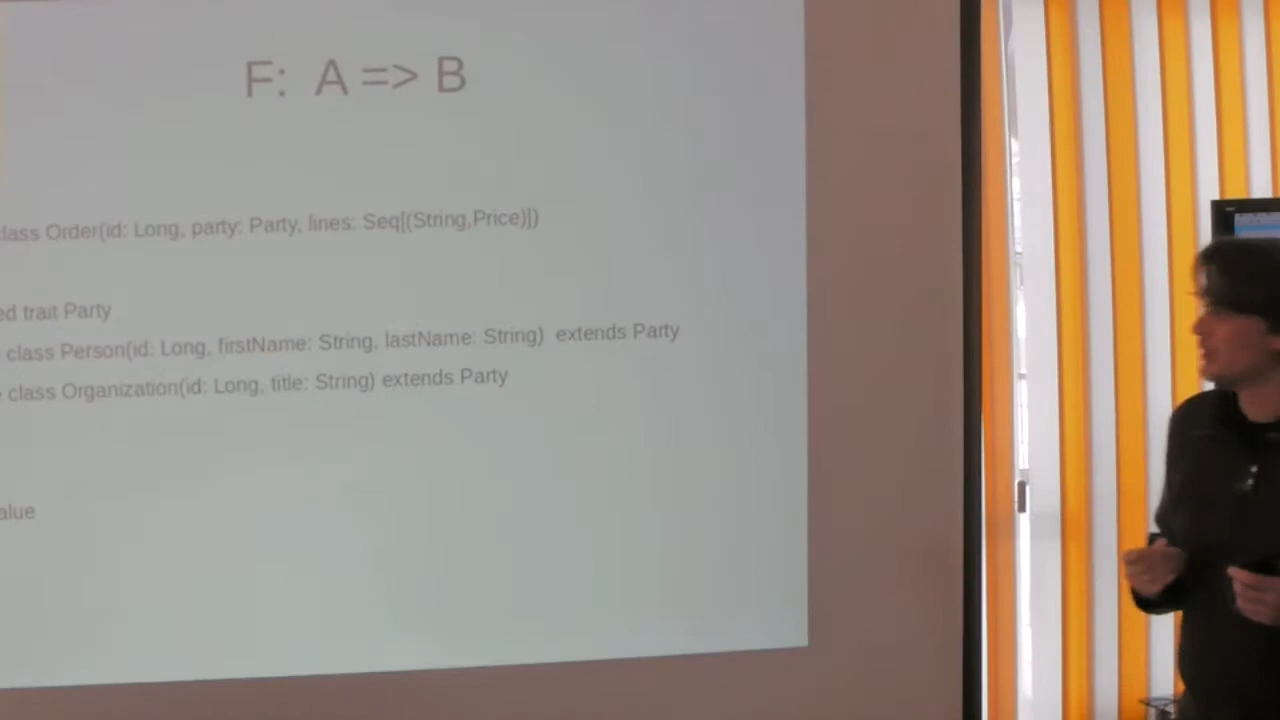 F: A => B
class Order(id: Long, party: Party, lines: Seq[(String,Price)])
ed trait Party
class Person(id: Long, firstName: String, lastName: String) extends Party
class Organization(id: Long, title: String) extends Party
alue